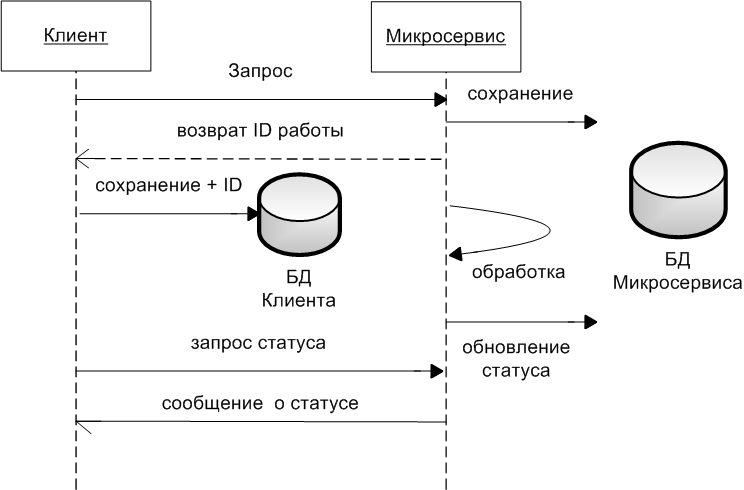 Клиент
Микросервис
Запрос
сохранение
возврат ID работы
сохранение + ID
БД
Клиента
обработка
БД
Микросервиса
запрос статуса
обновление
статуса
сообщение о статусе